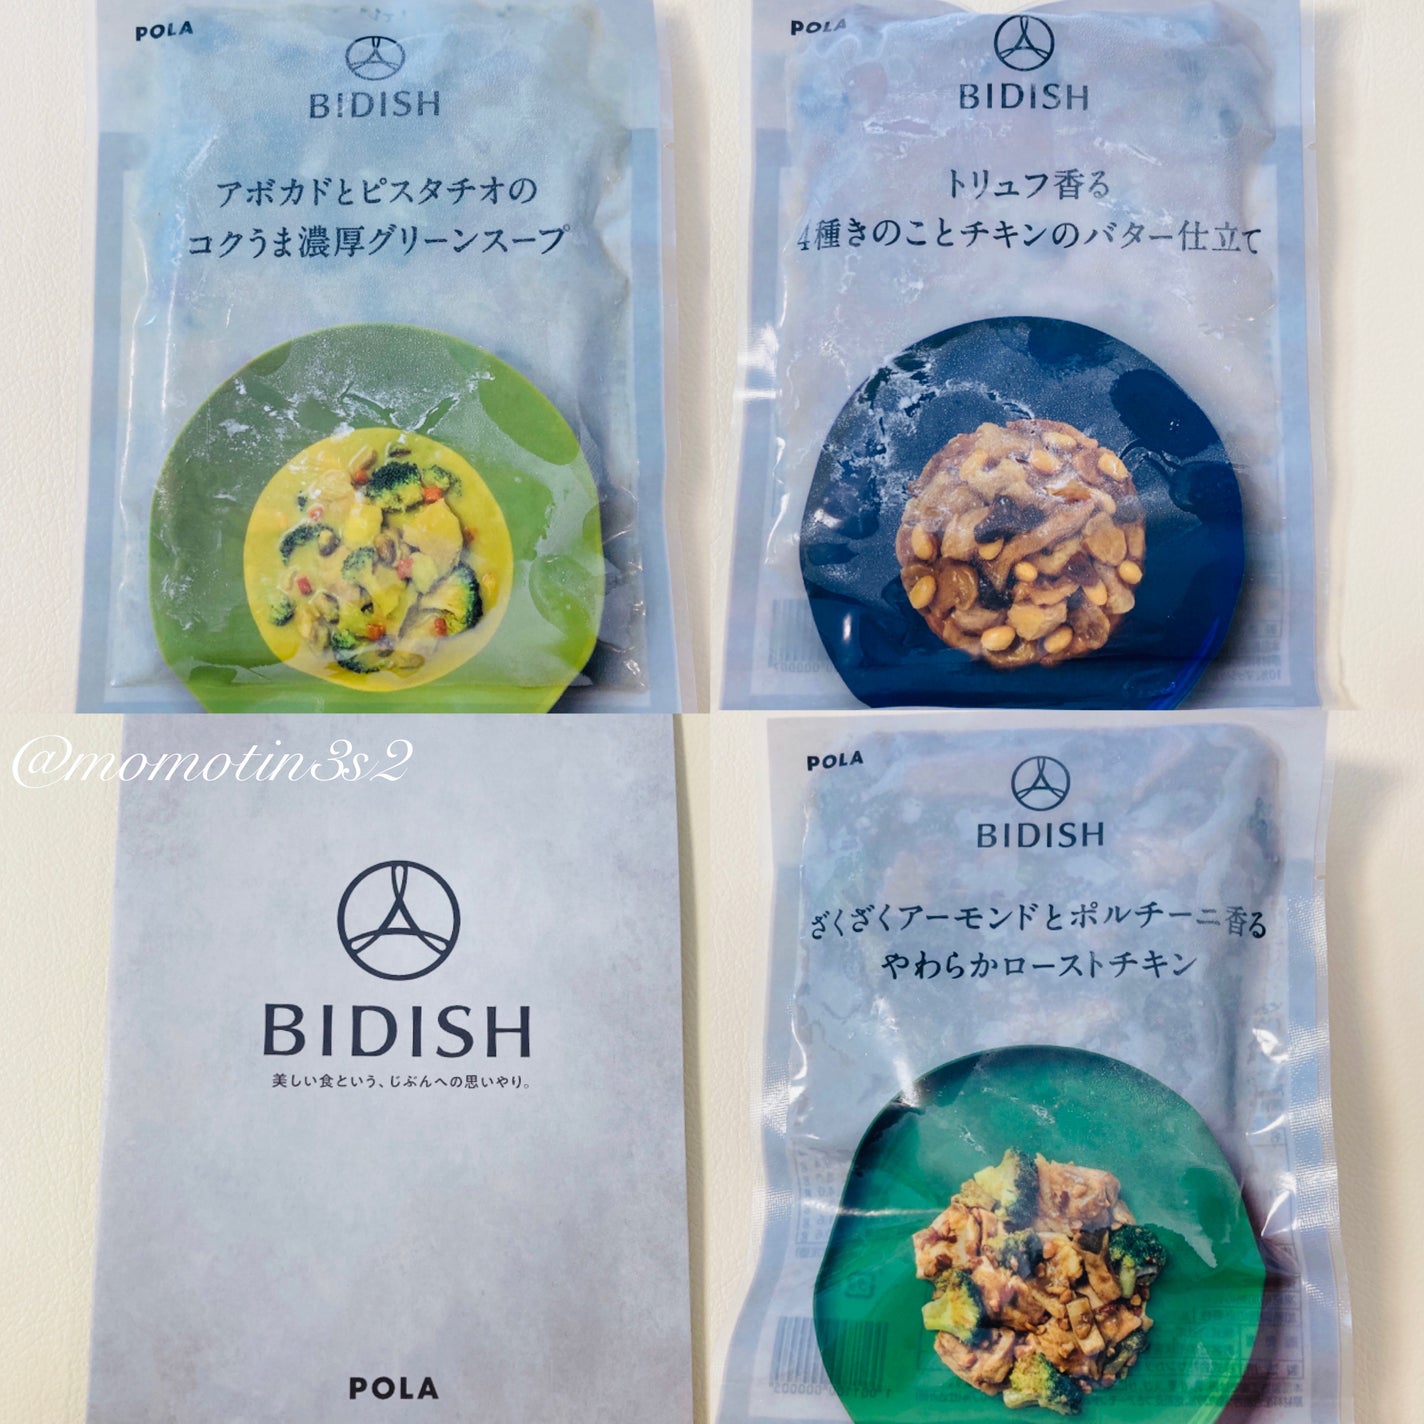 POLA
BIDISH
アボカドとピスタチオの
コクうま濃厚グリーンスープ
POLA
BIDISH
トリュフ香る
4種きのことチキンのバター仕立て
@momotin3s2
BIDISH
美しい食という、じぶんへの思いやり。
POLA
POLA
BIDISH
ざくざくアーモンドとポルチーニ香る
やわらかローストチキン